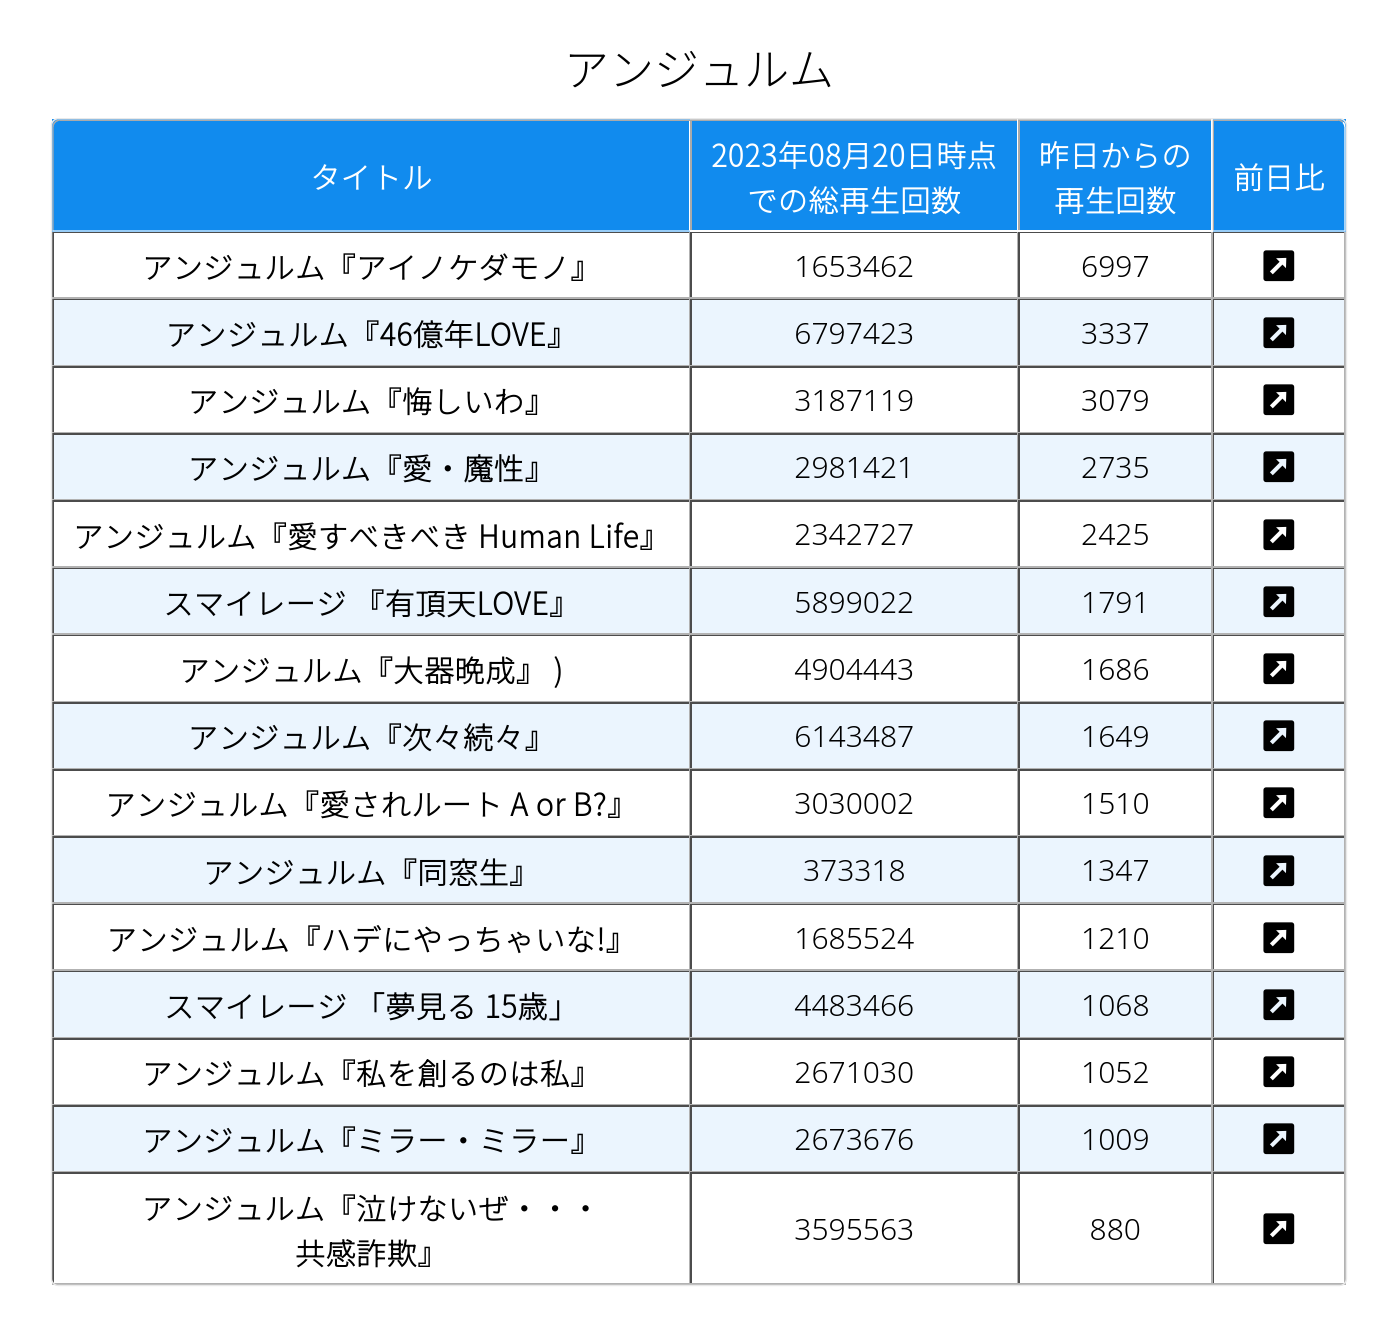 アンジュルム
タイトル 2023年08月20日時点での総再生回数 昨日からの再生回数 前日比
アンジュルム『アイノケダモノ』 1653462 6997
アンジュルム『46億年LOVE』 6797423 3337
アンジュルム『悔しいわ』 3187119 3079
アンジュルム『愛・魔性』 2981421 2735
アンジュルム『愛すべきべき Human Life』 2342727 2425
スマイレージ 『有頂天LOVE』 5899022 1791
アンジュルム『大器晩成』 ) 4904443 1686
アンジュルム『次々続々』 6143487 1649
アンジュルム『愛されルート A or B?』 3030002 1510
アンジュルム『同窓生』 373318 1347
アンジュルム『ハデにやっちゃいな!』 1685524 1210
スマイレージ 「夢見る 15歳」 4483466 1068
アンジュルム『私を創るのは私』 2671030 1052
アンジュルム『ミラー・ミラー』 2673676 1009
アンジュルム『泣けないぜ・・・
共感詐欺』 3595563 880